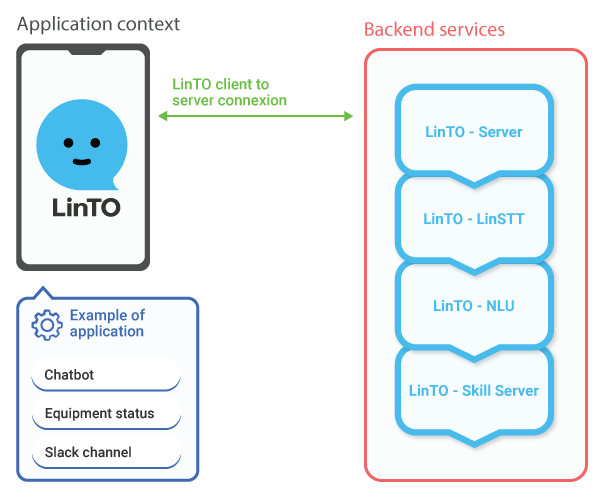 Application context
LinTO
Example of
application
Chatbot
Equipment status
Slack channel
LinTO client to
server connexion
Backend services
LinTO - Server
LinTO - LinSTT
LinTO - NLU
LinTO - Skill Server